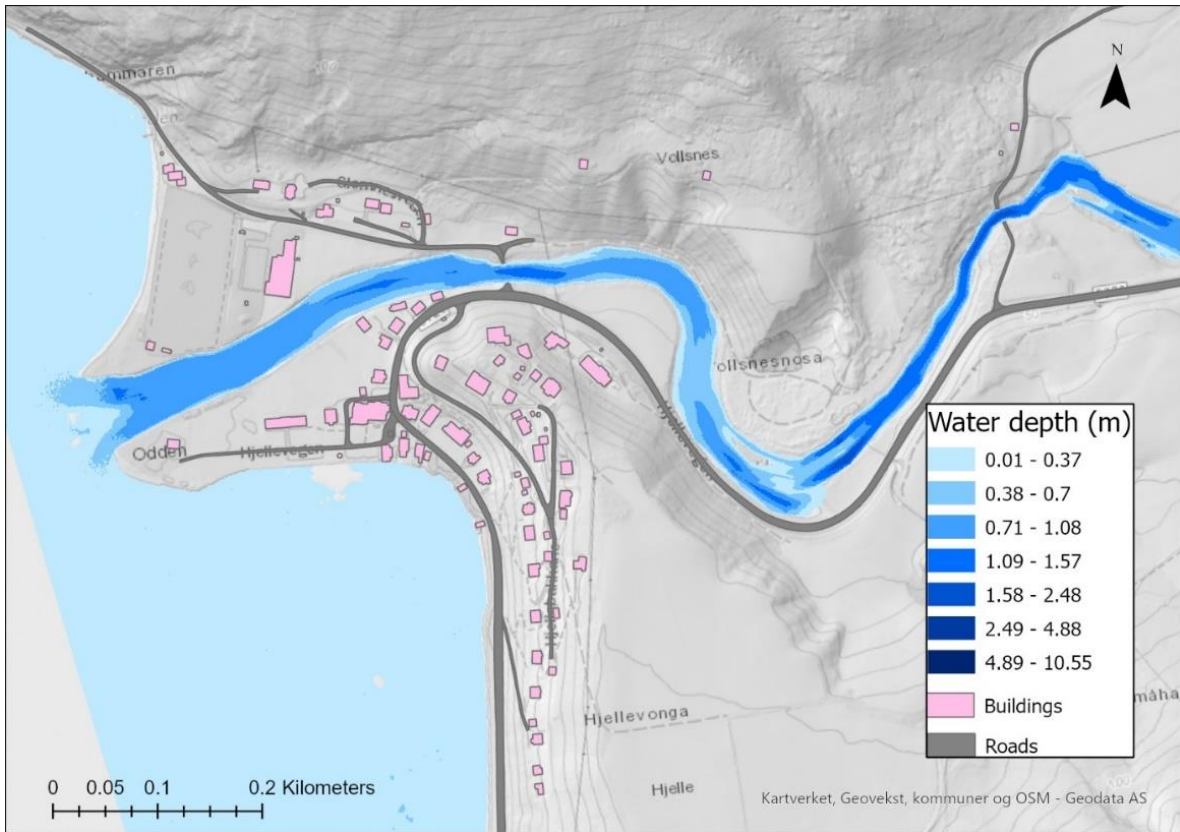 N
Vollsnes
Odden
Hjellevegen
Hjellevegen
Hjellevonga
Hjelle
Water depth (m)
0.01 - 0.37
0.38 - 0.7
0.71 - 1.08
1.09 - 1.57
1.58 - 2.48
2.49 - 4.88
4.89 - 10.55
Buildings
Roads
0 0.05 0.1 0.2 Kilometers
Kartverket, Geovekst, kommuner og OSM - Geodata AS